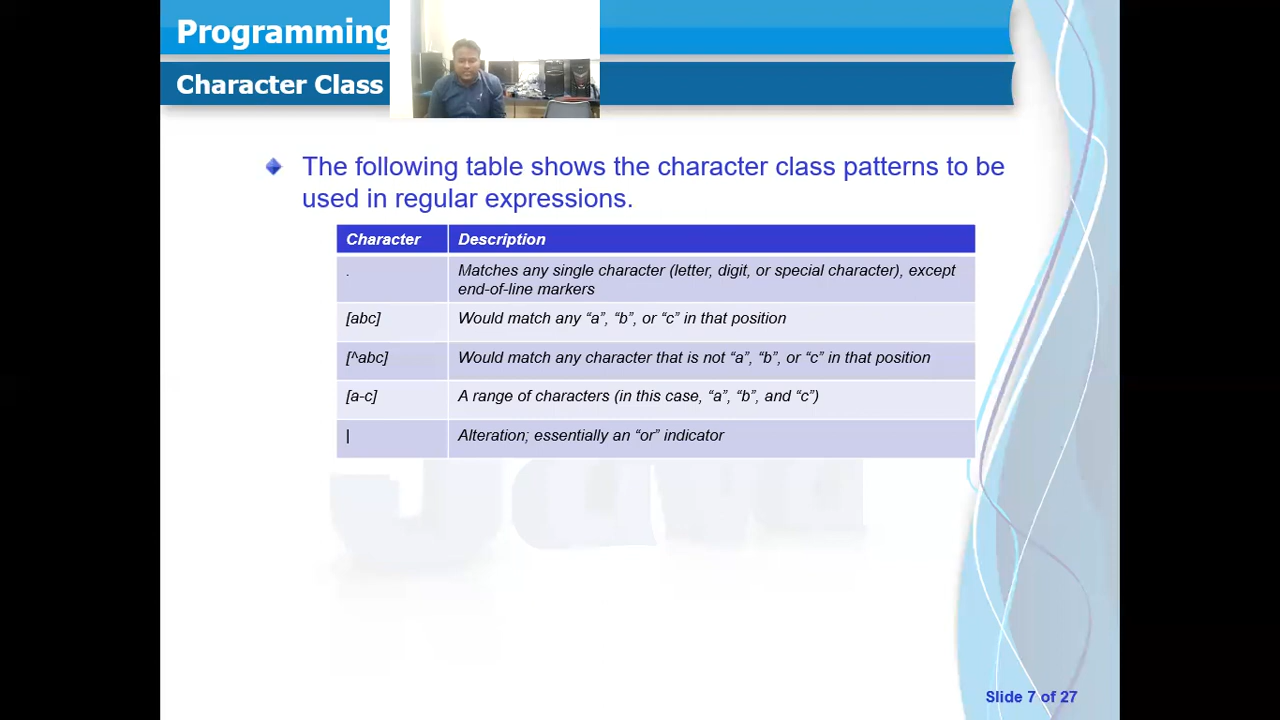 Programming
Character Class
The following table shows the character class patterns to be
used in regular expressions.
Character Description
. Matches any single character (letter, digit, or special character), except
end-of-line markers
[abc] Would match any “a”, “b”, or “c” in that position
[^abc] Would match any character that is not “a”, “b”, or “c” in that position
[a-c] A range of characters (in this case, “a”, “b”, and “c”)
| Alteration; essentially an “or” indicator
Java
Slide 7 of 27